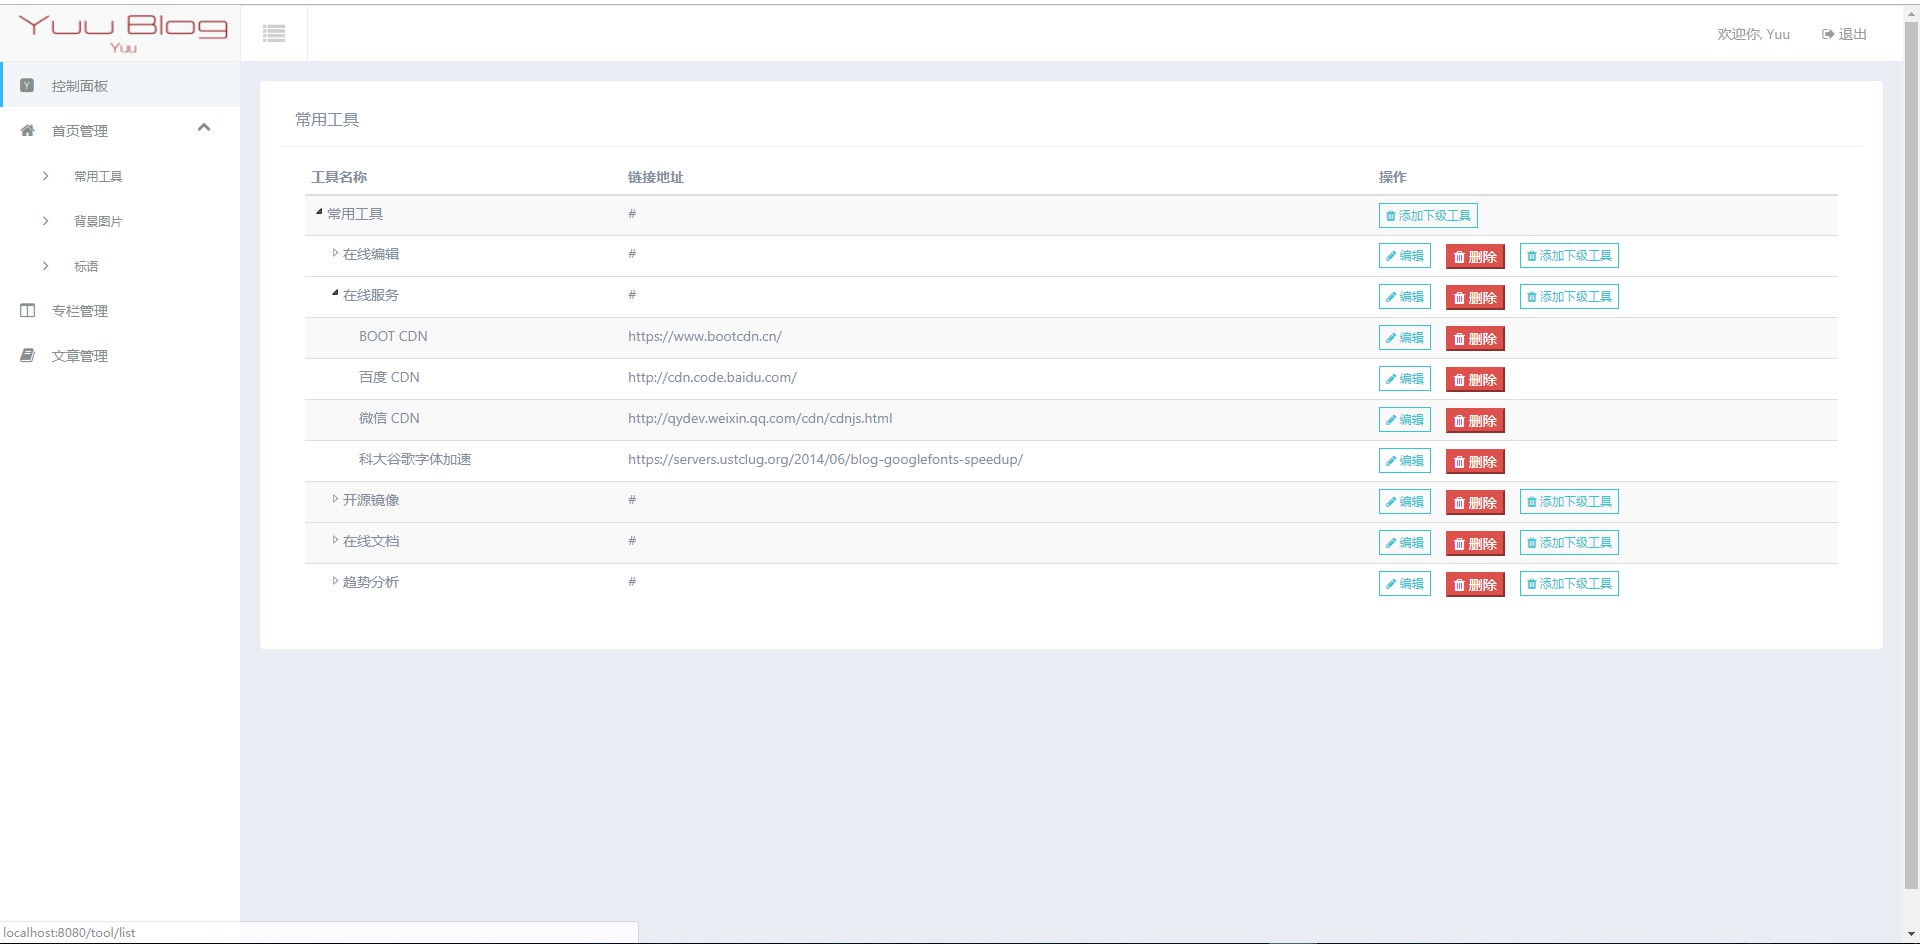 Yuu Blog
Yuu
欢迎你, Yuu
退出
控制面板
首页管理
常用工具
背景图片
标语
专栏管理
文章管理
常用工具
工具名称 链接地址 操作
常用工具 # 添加下级工具
在线编辑 # 编辑 删除 添加下级工具
在线服务 # 编辑 删除 添加下级工具
BOOT CDN https://www.bootcdn.cn/ 编辑 删除
百度 CDN http://cdn.code.baidu.com/ 编辑 删除
微信 CDN http://qydev.weixin.qq.com/cdn/cdnjs.html 编辑 删除
科大谷歌字体加速 https://servers.ustclug.org/2014/06/blog-googlefonts-speedup/ 编辑 删除
开源镜像 # 编辑 删除 添加下级工具
在线文档 # 编辑 删除 添加下级工具
趋势分析 # 编辑 删除 添加下级工具
localhost:8080/tool/list